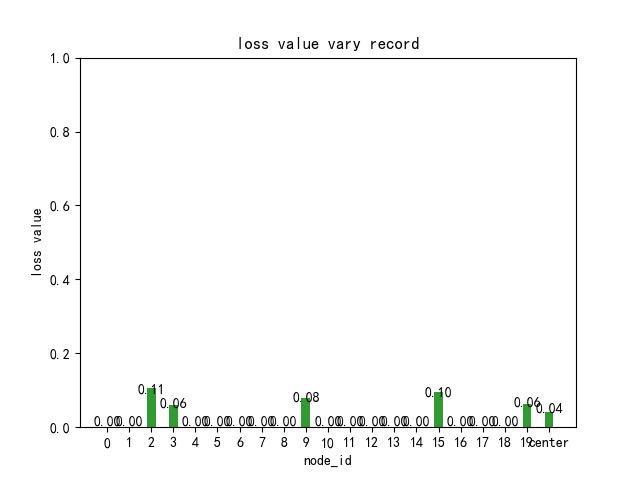 loss value vary record
1.0
0.8
0.6
0.4
0.2
0.0
loss value
0.00 0.00 0.11 0.06 0.00 0.00 0.00 0.00 0.00 0.08 0.00 0.00 0.00 0.00 0.00 0.10 0.00 0.00 0.00 0.06 0.04
0 1 2 3 4 5 6 7 8 9 10 11 12 13 14 15 16 17 18 19 center
node_id